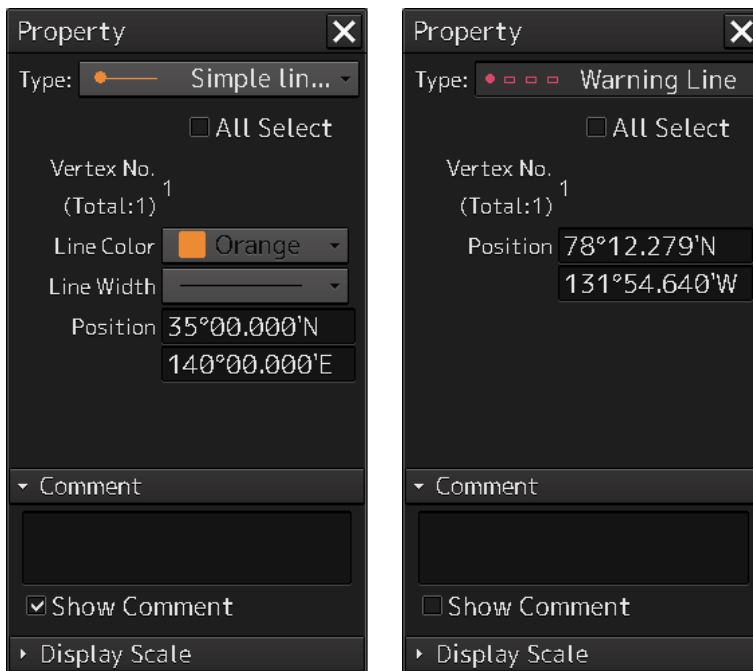 Property
Type: Simple lin...
All Select
Vertex No.
(Total:1) 1
Line Color Orange
Line Width
Position 35°00.000'N
140°00.000'E
Comment
Show Comment
Display Scale
Property
Type: Warning Line
All Select
Vertex No.
(Total:1) 1
Position 78°12.279'N
131°54.640'W
Comment
Show Comment
Display Scale